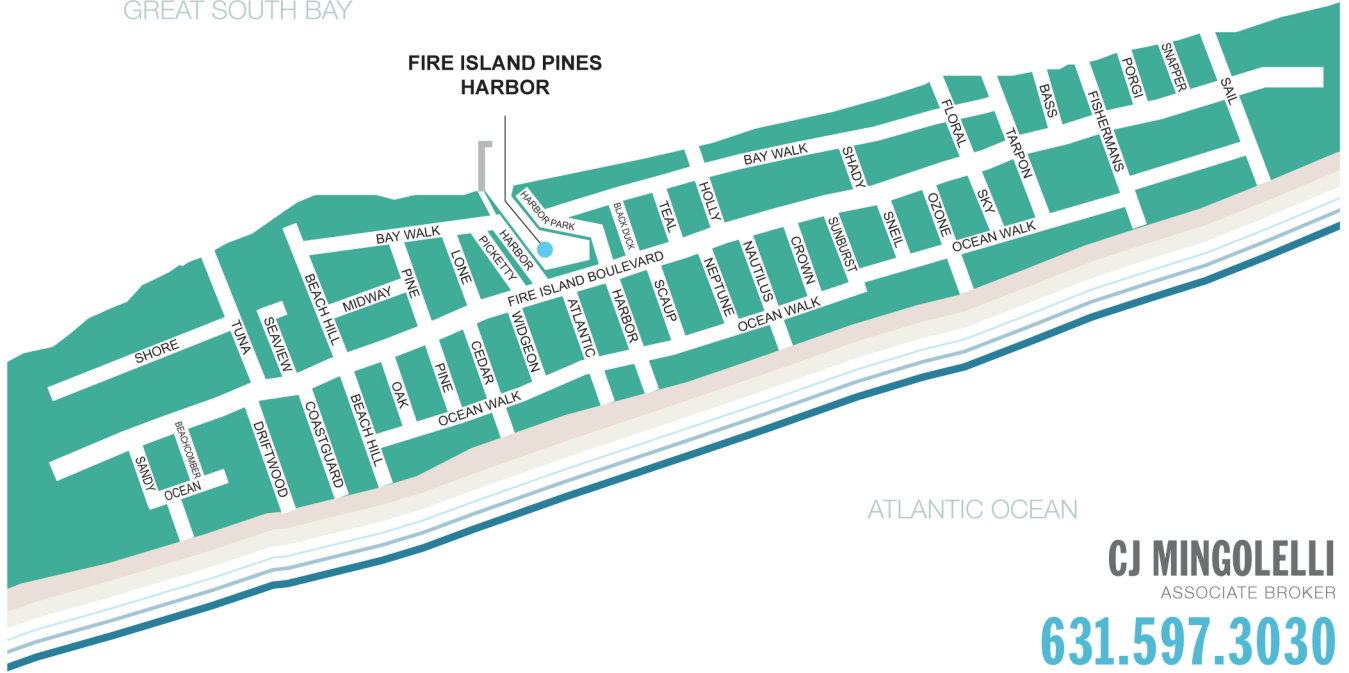 GREAT SOUTH BAY
FIRE ISLAND PINES
HARBOR
SNAPPER
PORGI
SAIL
BASS
FISHERMANS
FLORAL
TARPON
BAY WALK
SHADY
HOLLY
HARBOR PARK
BLACK DUCK
TEAL
SKY
OZONE
SNEIL
SUNBURST
CROWN
NAUTILUS
NEPTUNE
OCEAN WALK
BAY WALK
HARBOR
PICKETTY
LONE
PINE
MIDWAY
BEACH HILL
FIRE ISLAND BOULEVARD
SCAUP
HARBOR
ATLANTIC
OCEAN WALK
WIDGEON
CEDAR
PINE
OAK
SEAVIEW
TUNA
SHORE
OCEAN WALK
BEACH HILL
COASTGUARD
DRIFTWOOD
BEACHCOMBER
SANDY
OCEAN
ATLANTIC OCEAN
CJ MINGOLELLI
ASSOCIATE BROKER
631.597.3030